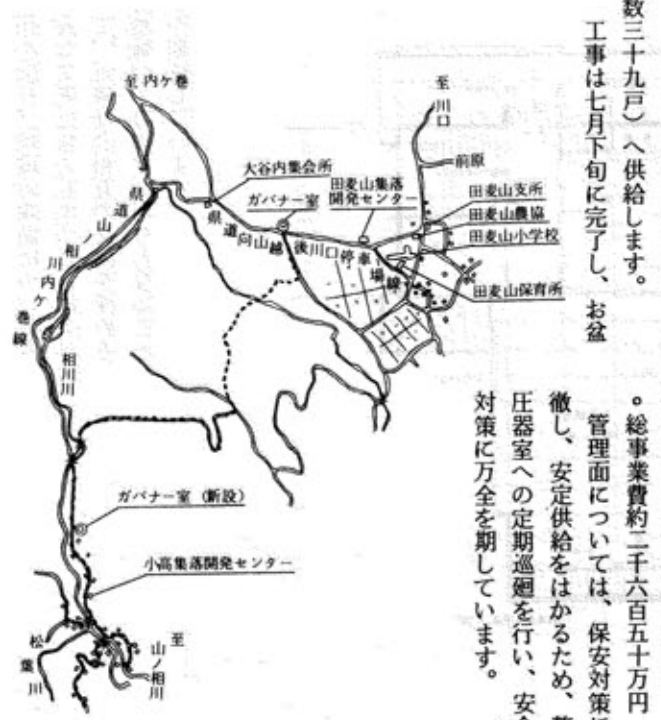 数三十九戸）へ供給します。
工事は七月下旬に完了し、お盆
。総事業費約二千六百五十万円
管理面については、保安対策
徹し、安定供給をはかるため、
圧器室への定期巡廻を行い、安
対策に万全を期しています。
至内ケ巻
至川口
前原
大谷内集会所
田麦山集落
開発センター
ガバナー室
田麦山支所
田麦山農協
田麦山小学校
田麦山保育所
県道向山越後川口停車場線
県道相ノ山川内ケ巻線
相川川
ガバナー室（新設）
小高集落開発センター
松葉川
至山ノ相川